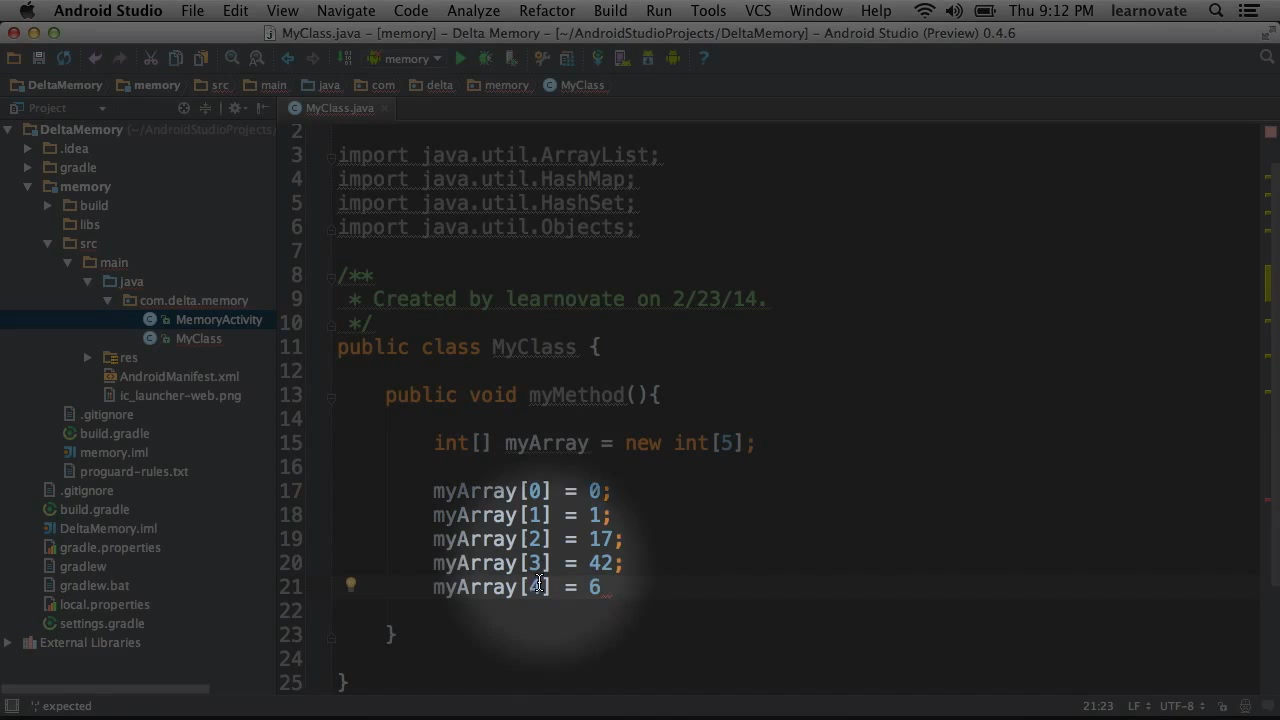 Android Studio File Edit View Navigate Code Analyze Refactor Build Run Tools VCS Window Help Thu 9:12 PM learnovate
MyClass.java - [memory] - Delta Memory - [~/AndroidStudioProjects/DeltaMemory] - Android Studio (Preview) 0.4.6
memory
DeltaMemory memory src main java com delta memory MyClass
Project
MyClass.java
DeltaMemory (~/AndroidStudioProjects/
.idea
gradle
memory
build
libs
src
main
java
com.delta.memory
MemoryActivity
MyClass
res
AndroidManifest.xml
ic_launcher-web.png
.gitignore
build.gradle
memory.iml
proguard-rules.txt
.gitignore
build.gradle
DeltaMemory.iml
gradle.properties
gradlew
gradlew.bat
local.properties
settings.gradle
External Libraries
2
3 import java.util.ArrayList;
4 import java.util.HashMap;
5 import java.util.HashSet;
6 import java.util.Objects;
7
8 /**
9 * Created by learnovate on 2/23/14.
10 */
11 public class MyClass {
12
13 public void myMethod(){
14
15 int[] myArray = new int[5];
16
17 myArray[0] = 0;
18 myArray[1] = 1;
19 myArray[2] = 17;
20 myArray[3] = 42;
21 myArray[4] = 6
22
23 }
24
25 }
';' expected 21:23 LF UTF-8